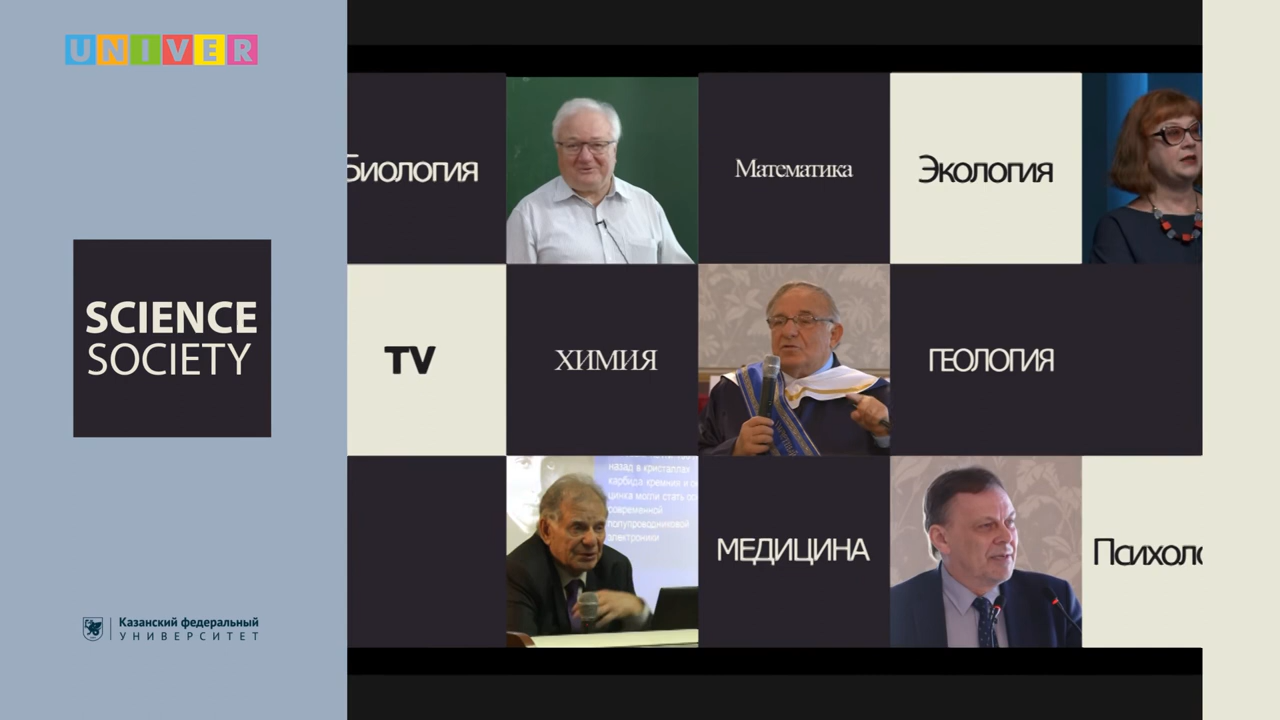 UNIVER
SCIENCE
SOCIETY
Казанский федеральный
УНИВЕРСИТЕТ
Биология
Математика
Экология
TV
ХИМИЯ
ГЕОЛОГИЯ
назад в кристаллах
карбида кремния и
цинка могли стать
современной
полупроводниковой
электроники
МЕДИЦИНА
Психоло